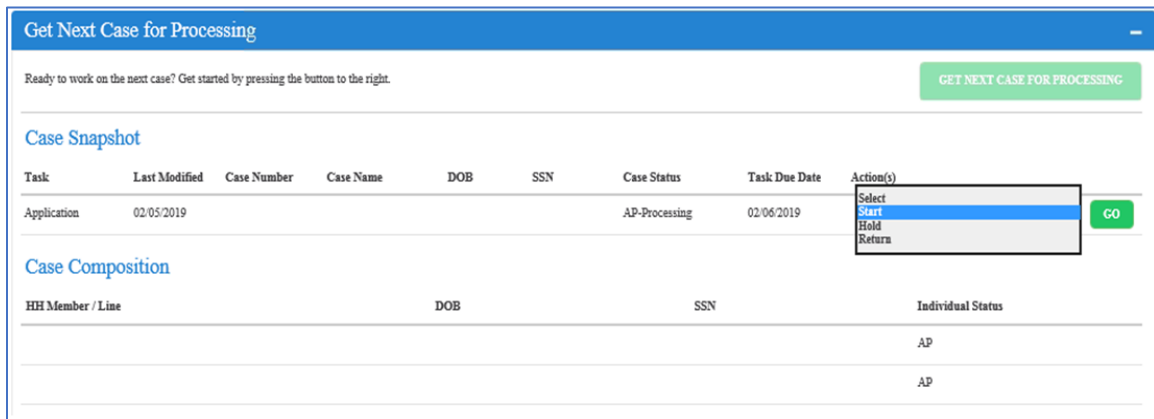 Get Next Case for Processing
Ready to work on the next case? Get started by pressing the button to the right.
GET NEXT CASE FOR PROCESSING
Case Snapshot
Task Last Modified Case Number Case Name DOB SSN Case Status Task Due Date Action(s)
Application 02/05/2019 AP-Processing 02/06/2019
Select
Start
Hold
Return
GO
Case Composition
HH Member / Line DOB SSN Individual Status
AP
AP